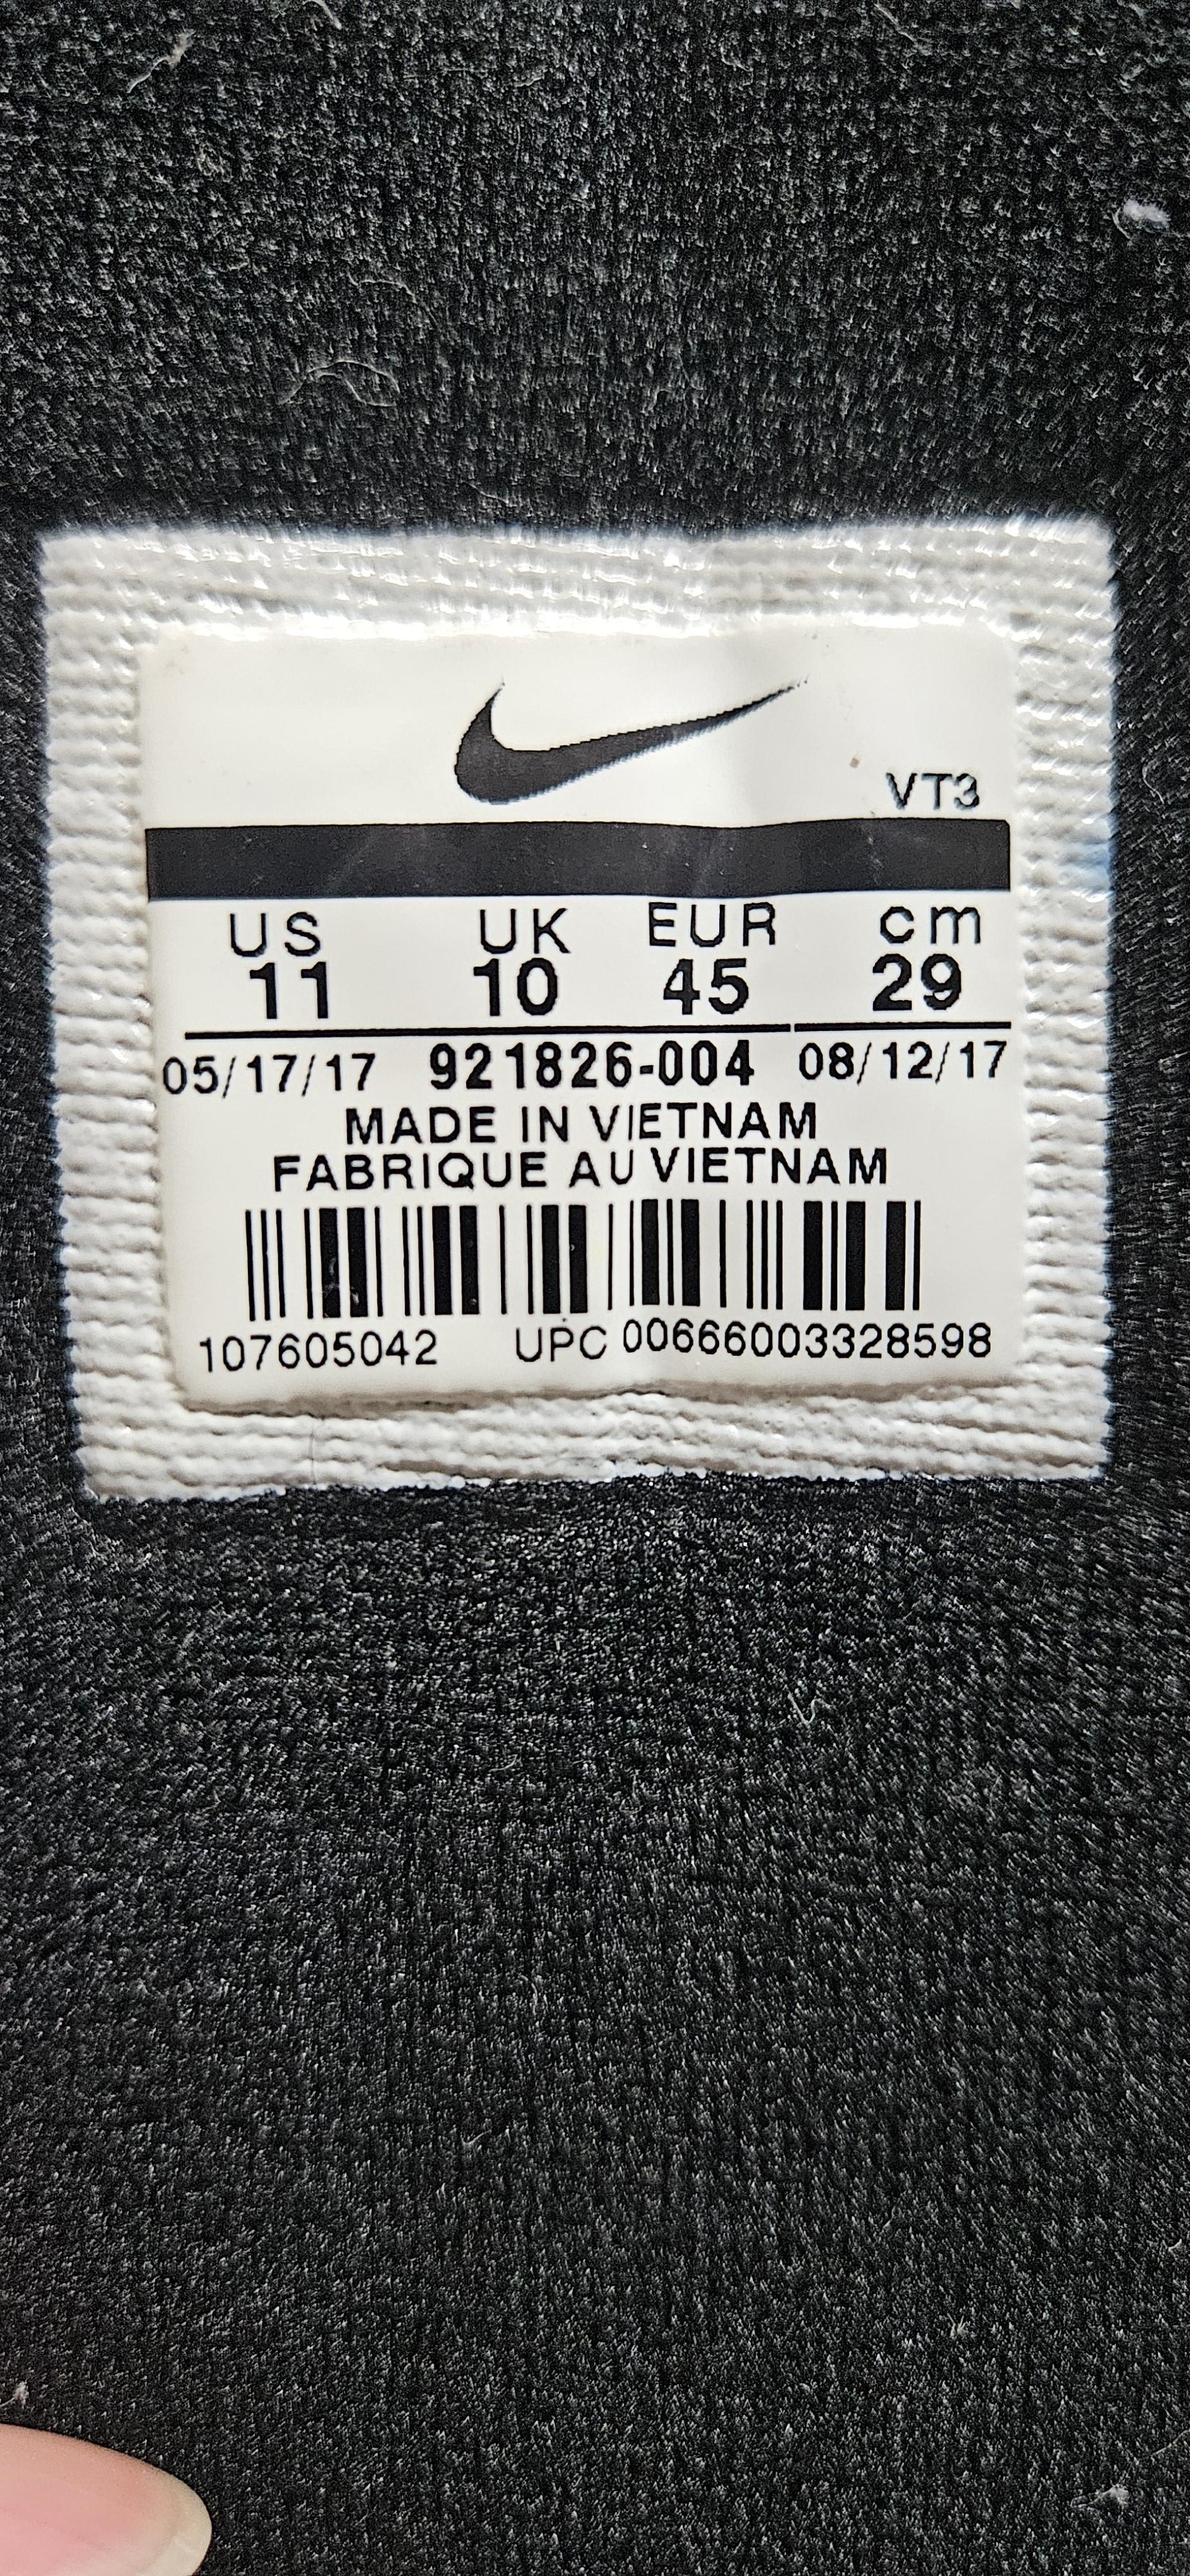 VT3
US UK EUR cm
11 10 45 29
05/17/17 921826-004 08/12/17
MADE IN VIETNAM
FABRIQUE AU VIETNAM
107605042 UPC 00666003328598